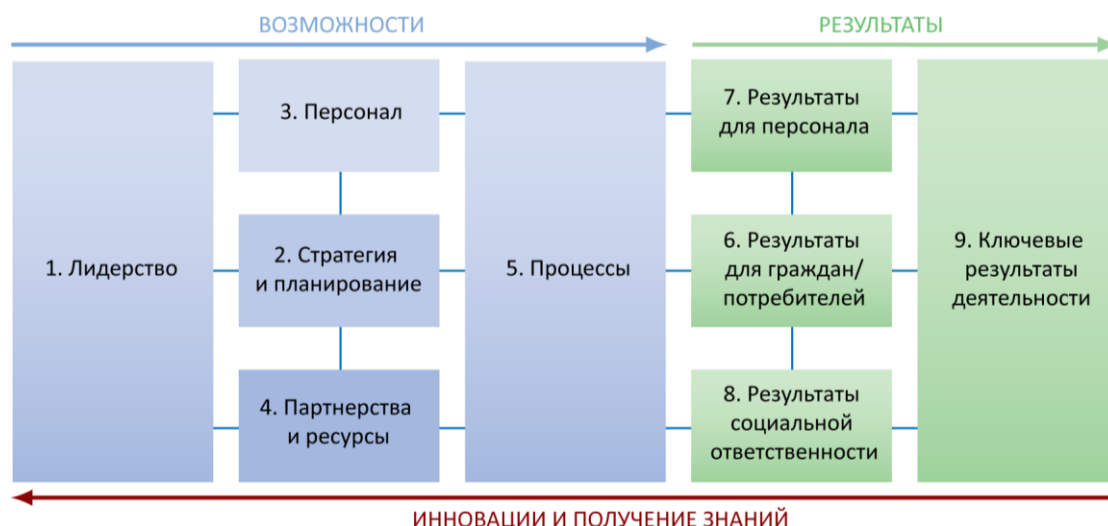 ВОЗМОЖНОСТИ
РЕЗУЛЬТАТЫ
1. Лидерство
3. Персонал
2. Стратегия
и планирование
4. Партнерства
и ресурсы
5. Процессы
7. Результаты
для персонала
6. Результаты
для граждан/
потребителей
8. Результаты
социальной
ответственности
9. Ключевые
результаты
деятельности
ИННОВАЦИИ И ПОЛУЧЕНИЕ ЗНАНИЙ